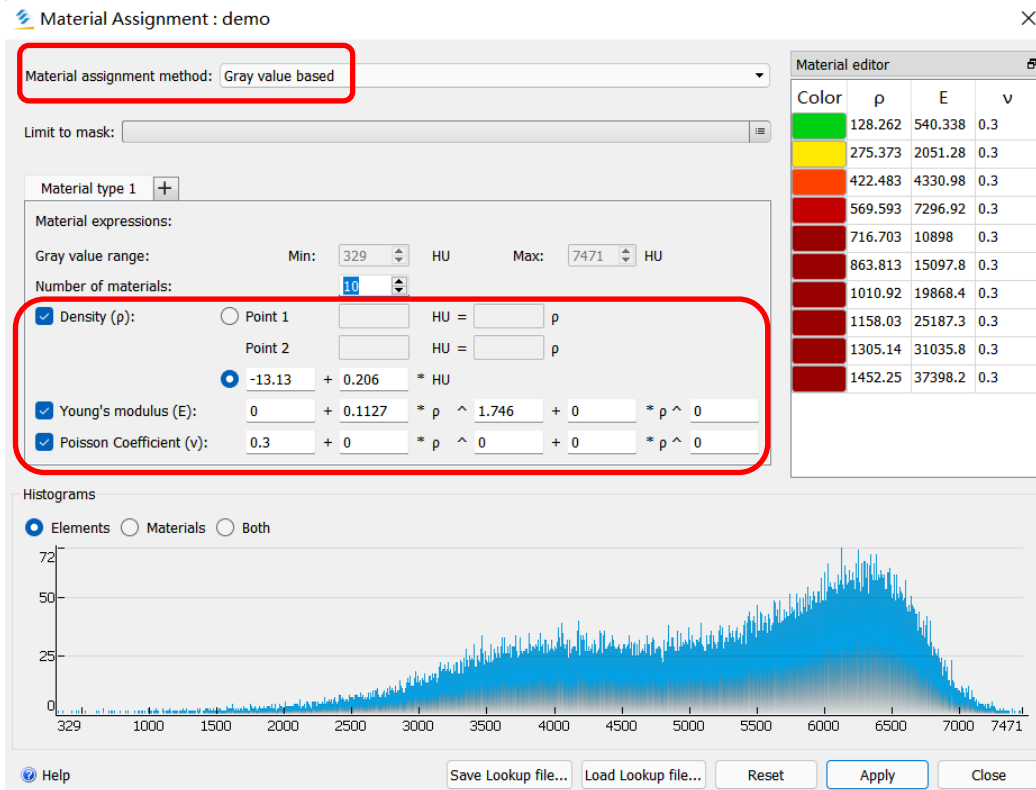 Material Assignment : demo
Material assignment method: Gray value based
Limit to mask:
Material type 1 +
Material expressions:
Gray value range: Min: 329 HU Max: 7471 HU
Number of materials: 10
Density (ρ): Point 1 HU = ρ
Point 2 HU = ρ
-13.13 + 0.206 * HU
Young's modulus (E): 0 + 0.1127 * ρ ^ 1.746 + 0 * ρ ^ 0
Poisson Coefficient (v): 0.3 + 0 * ρ ^ 0 + 0 * ρ ^ 0
Material editor
Color ρ E ν
128.262 540.338 0.3
275.373 2051.28 0.3
422.483 4330.98 0.3
569.593 7296.92 0.3
716.703 10898 0.3
863.813 15097.8 0.3
1010.92 19868.4 0.3
1158.03 25187.3 0.3
1305.14 31035.8 0.3
1452.25 37398.2 0.3
Histograms
Elements Materials Both
72
50
25
0
329 1000 1500 2000 2500 3000 3500 4000 4500 5000 5500 6000 6500 7000 7471
Help Save Lookup file... Load Lookup file... Reset Apply Close